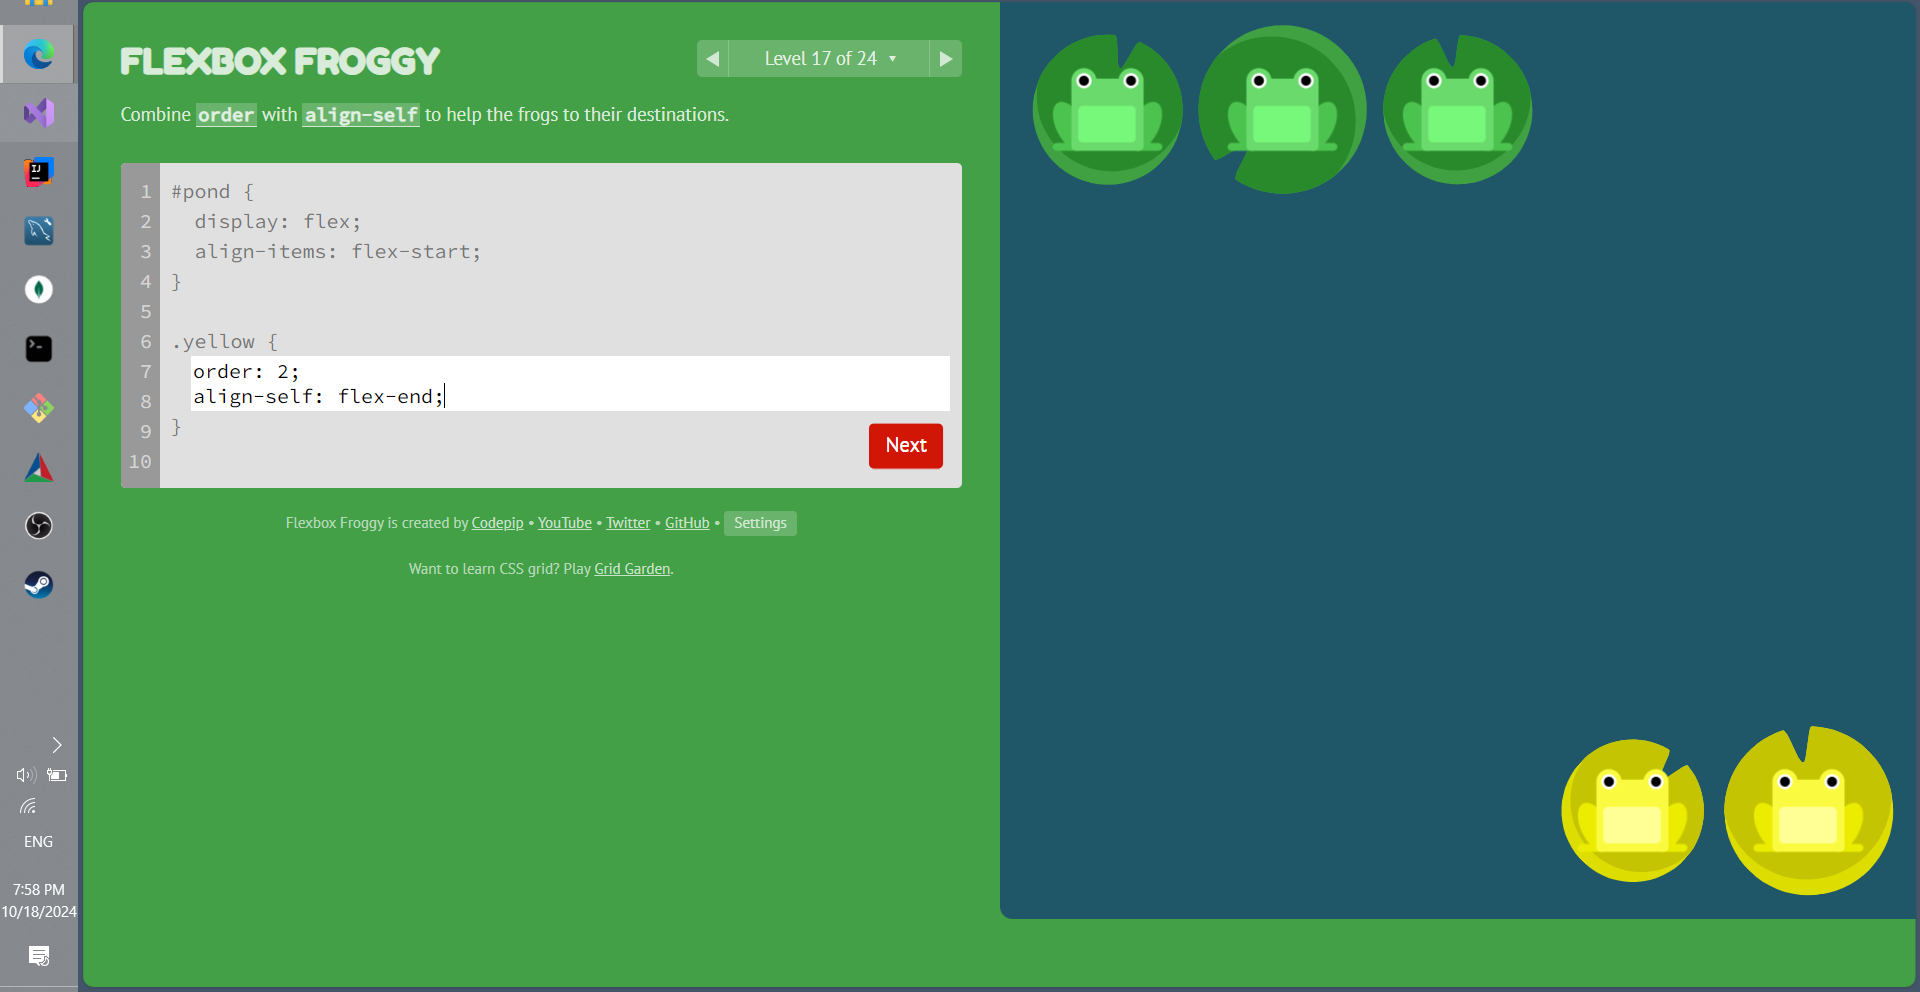 FLEXBOX FROGGY
Level 17 of 24
Combine order with align-self to help the frogs to their destinations.
1 #pond {
2 display: flex;
3 align-items: flex-start;
4 }
5
6 .yellow {
7 order: 2;
8 align-self: flex-end;
9 }
10
Next
Flexbox Froggy is created by Codepip • YouTube • Twitter • GitHub • Settings
Want to learn CSS grid? Play Grid Garden.
IJ
ENG
7:58 PM
10/18/2024